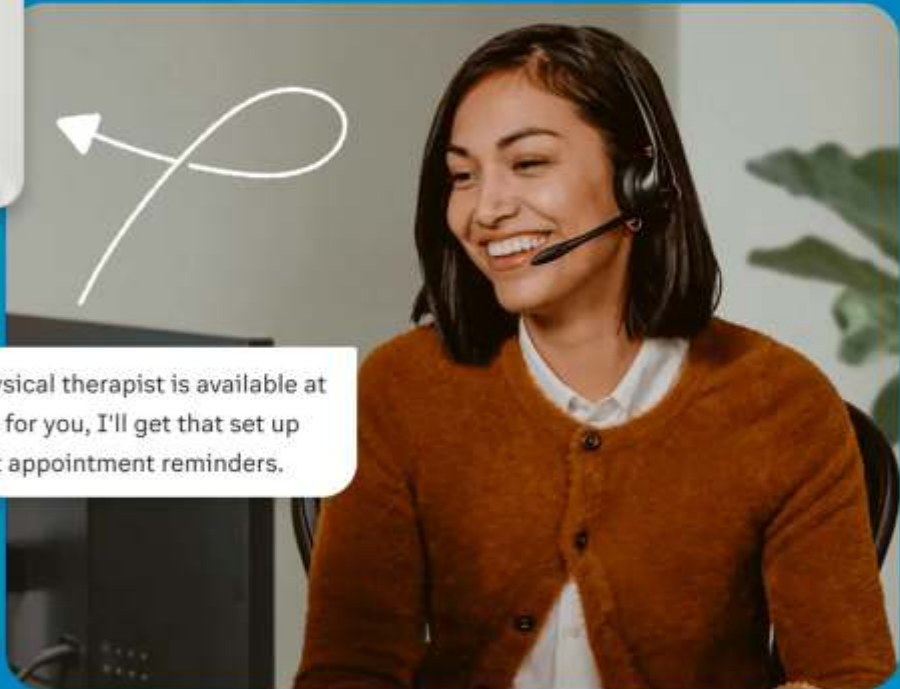 ysical therapist is available at
for you, I'll get that set up
appointment reminders.